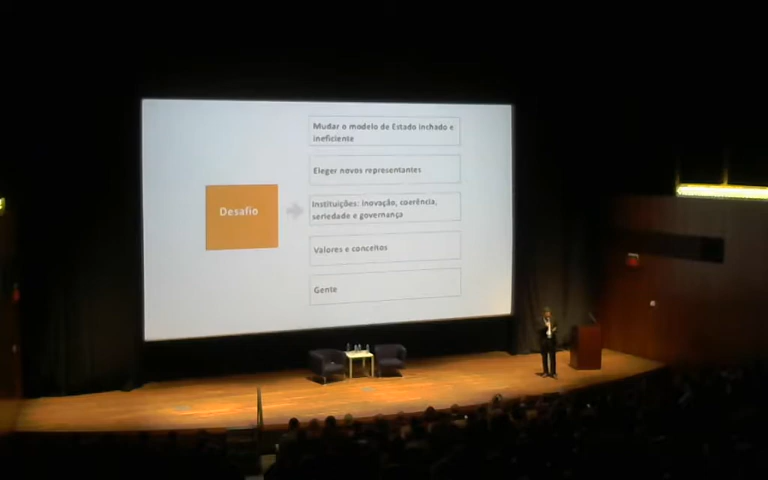 Desafio
Mudar o modelo de Estado inchado e
ineficiente
Eleger novos representantes
Instituições: inovação, coerência,
seriedade e governança
Valores e conceitos
Gente